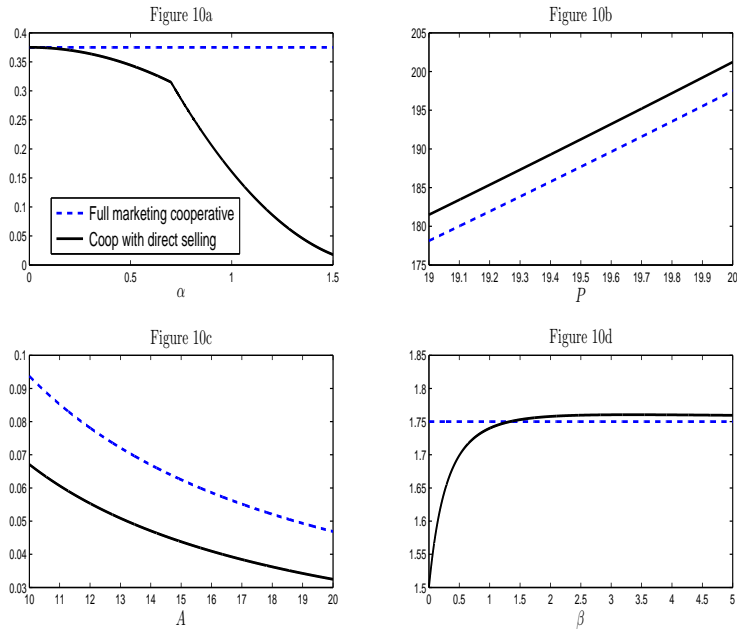 Figure 10a
0.4
0.35
0.3
0.25
0.2
0.15
0.1
0.05
0
Full marketing cooperative
Coop with direct selling
0 0.5 1 1.5
α
Figure 10b
205
200
195
190
185
180
175
19 19.1 19.2 19.3 19.4 19.5 19.6 19.7 19.8 19.9 20
P
Figure 10c
0.1
0.09
0.08
0.07
0.06
0.05
0.04
0.03
10 11 12 13 14 15 16 17 18 19 20
A
Figure 10d
1.85
1.8
1.75
1.7
1.65
1.6
1.55
1.5
0 0.5 1 1.5 2 2.5 3 3.5 4 4.5 5
β